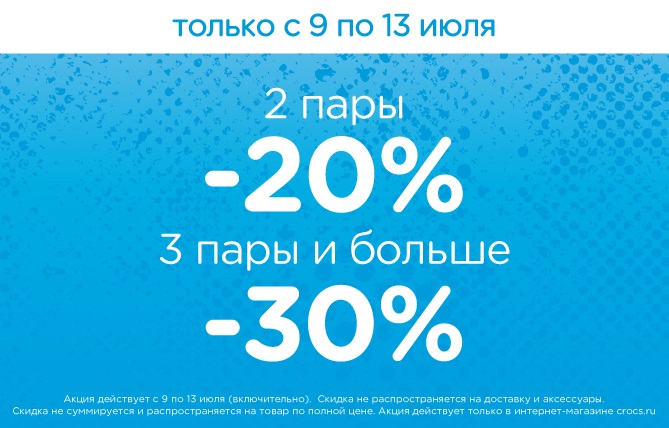 только с 9 по 13 июля
2 пары
-20%
3 пары и больше
-30%
Акция действует с 9 по 13 июля (включительно). Скидка не распространяется на доставку и аксессуары.
Скидка не суммируется и распространяется на товар по полной цене. Акция действует только в интернет-магазине crocs.ru